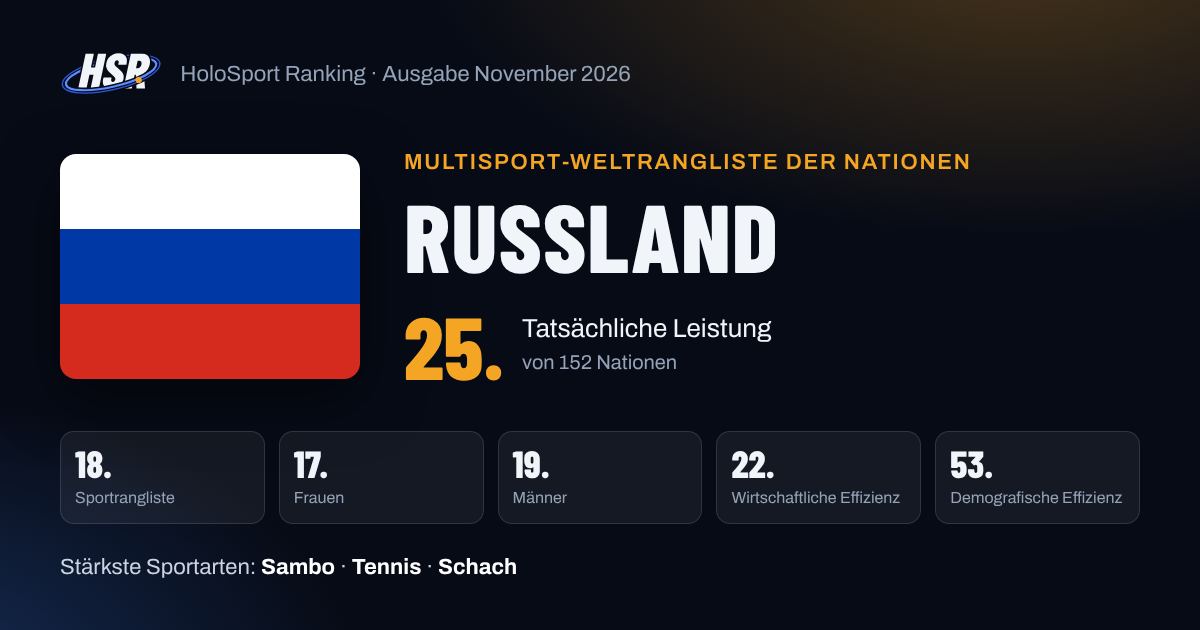 HSR
HoloSport Ranking · Ausgabe November 2026
MULTISPORT-WELTRANGLISTE DER NATIONEN
RUSSLAND
25.
Tatsächliche Leistung
von 152 Nationen
18.
Sportrangliste
17.
Frauen
19.
Männer
22.
Wirtschaftliche Effizienz
53.
Demografische Effizienz
Stärkste Sportarten: Sambo · Tennis · Schach